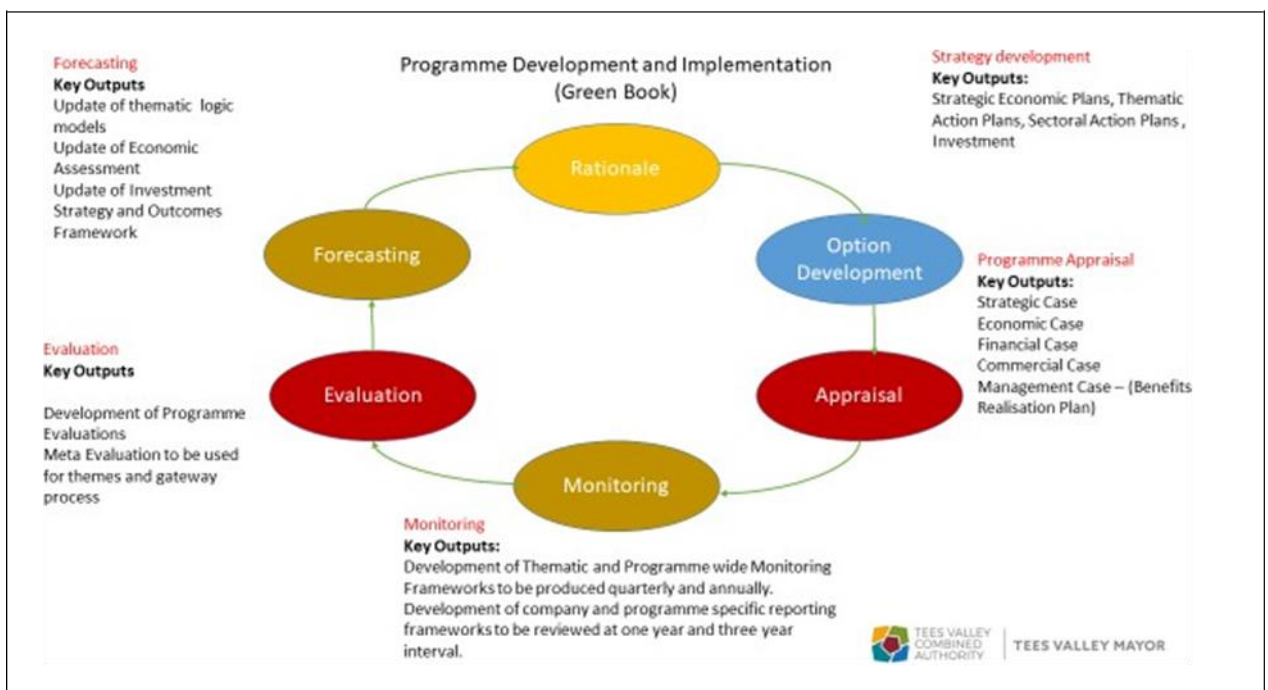 Programme Development and Implementation
(Green Book)
Forecasting
Key Outputs
Update of thematic logic
models
Update of Economic
Assessment
Update of Investment
Strategy and Outcomes
Framework
Strategy development
Key Outputs:
Strategic Economic Plans, Thematic
Action Plans, Sectoral Action Plans ,
Investment
Rationale
Forecasting
Option
Development
Programme Appraisal
Key Outputs:
Strategic Case
Economic Case
Financial Case
Commercial Case
Management Case – (Benefits
Realisation Plan)
Evaluation
Key Outputs
Development of Programme
Evaluations
Meta Evaluation to be used
for themes and gateway
process
Evaluation
Appraisal
Monitoring
Monitoring
Key Outputs:
Development of Thematic and Programme wide Monitoring
Frameworks to be produced quarterly and annually.
Development of company and programme specific reporting
frameworks to be reviewed at one year and three year
interval.
TEES VALLEY
COMBINED
AUTHORITY
TEES VALLEY MAYOR